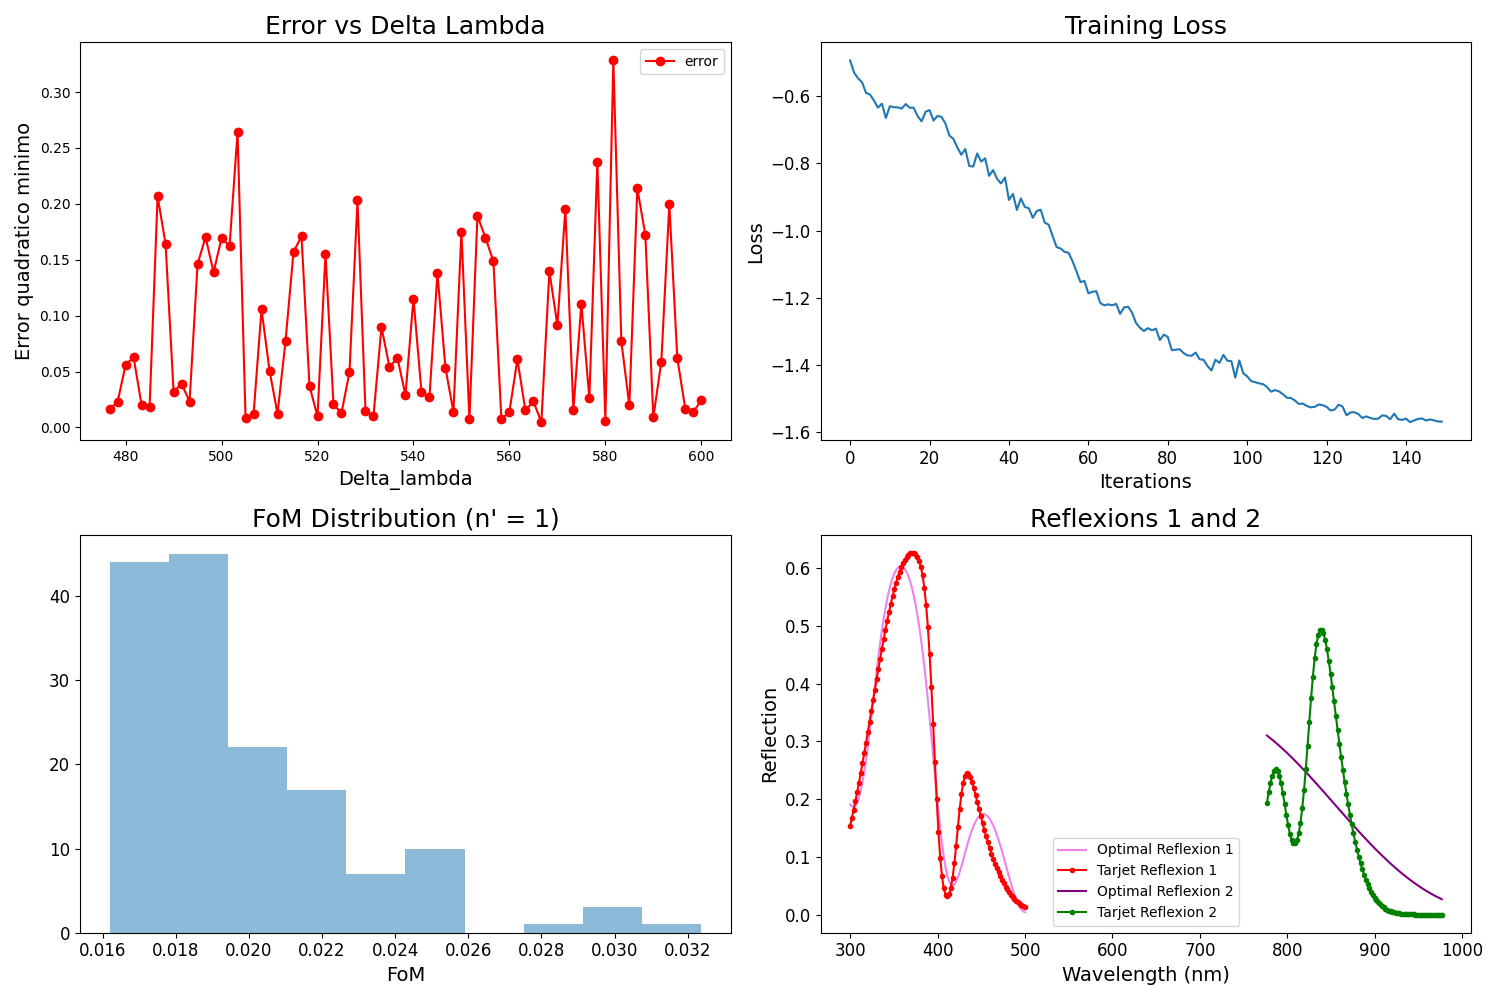 Error vs Delta Lambda
error
Error quadratico minimo
0.30
0.25
0.20
0.15
0.10
0.05
0.00
480 500 520 540 560 580 600
Delta_lambda
Training Loss
Loss
−0.6
−0.8
−1.0
−1.2
−1.4
−1.6
0 20 40 60 80 100 120 140
Iterations
FoM Distribution (n' = 1)
40
30
20
10
0
0.016 0.018 0.020 0.022 0.024 0.026 0.028 0.030 0.032
FoM
Reflexions 1 and 2
Reflection
0.6
0.5
0.4
0.3
0.2
0.1
0.0
Optimal Reflexion 1
Tarjet Reflexion 1
Optimal Reflexion 2
Tarjet Reflexion 2
300 400 500 600 700 800 900 1000
Wavelength (nm)